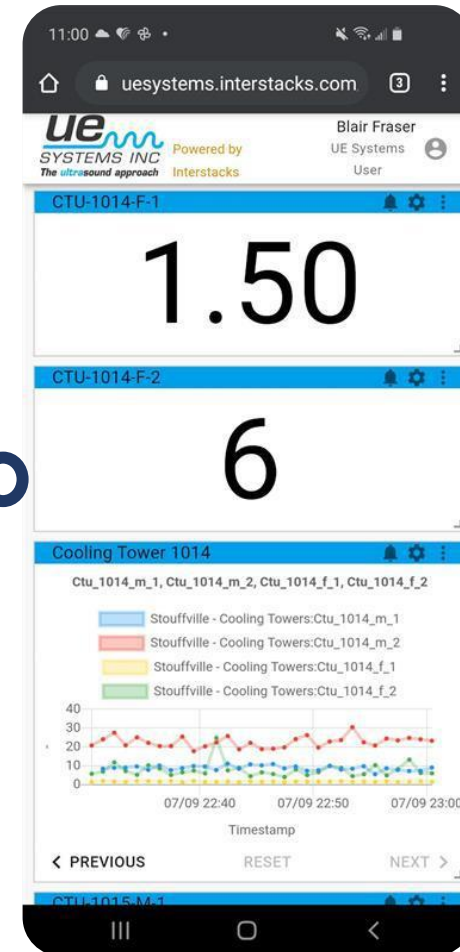 11:00
uesystems.interstacks.com
3
ue
SYSTEMS INC
The ultrasound approach
Powered by
Interstacks
Blair Fraser
UE Systems
User
CTU-1014-F-1
1.50
CTU-1014-F-2
6
Cooling Tower 1014
Ctu_1014_m_1, Ctu_1014_m_2, Ctu_1014_f_1, Ctu_1014_f_2
Stouffville - Cooling Towers:Ctu_1014_m_1
Stouffville - Cooling Towers:Ctu_1014_m_2
Stouffville - Cooling Towers:Ctu_1014_f_1
Stouffville - Cooling Towers:Ctu_1014_f_2
40
30
20
10
0
07/09 22:40 07/09 22:50 07/09 23:00
Timestamp
< PREVIOUS RESET NEXT >
CTU-1015-M-1